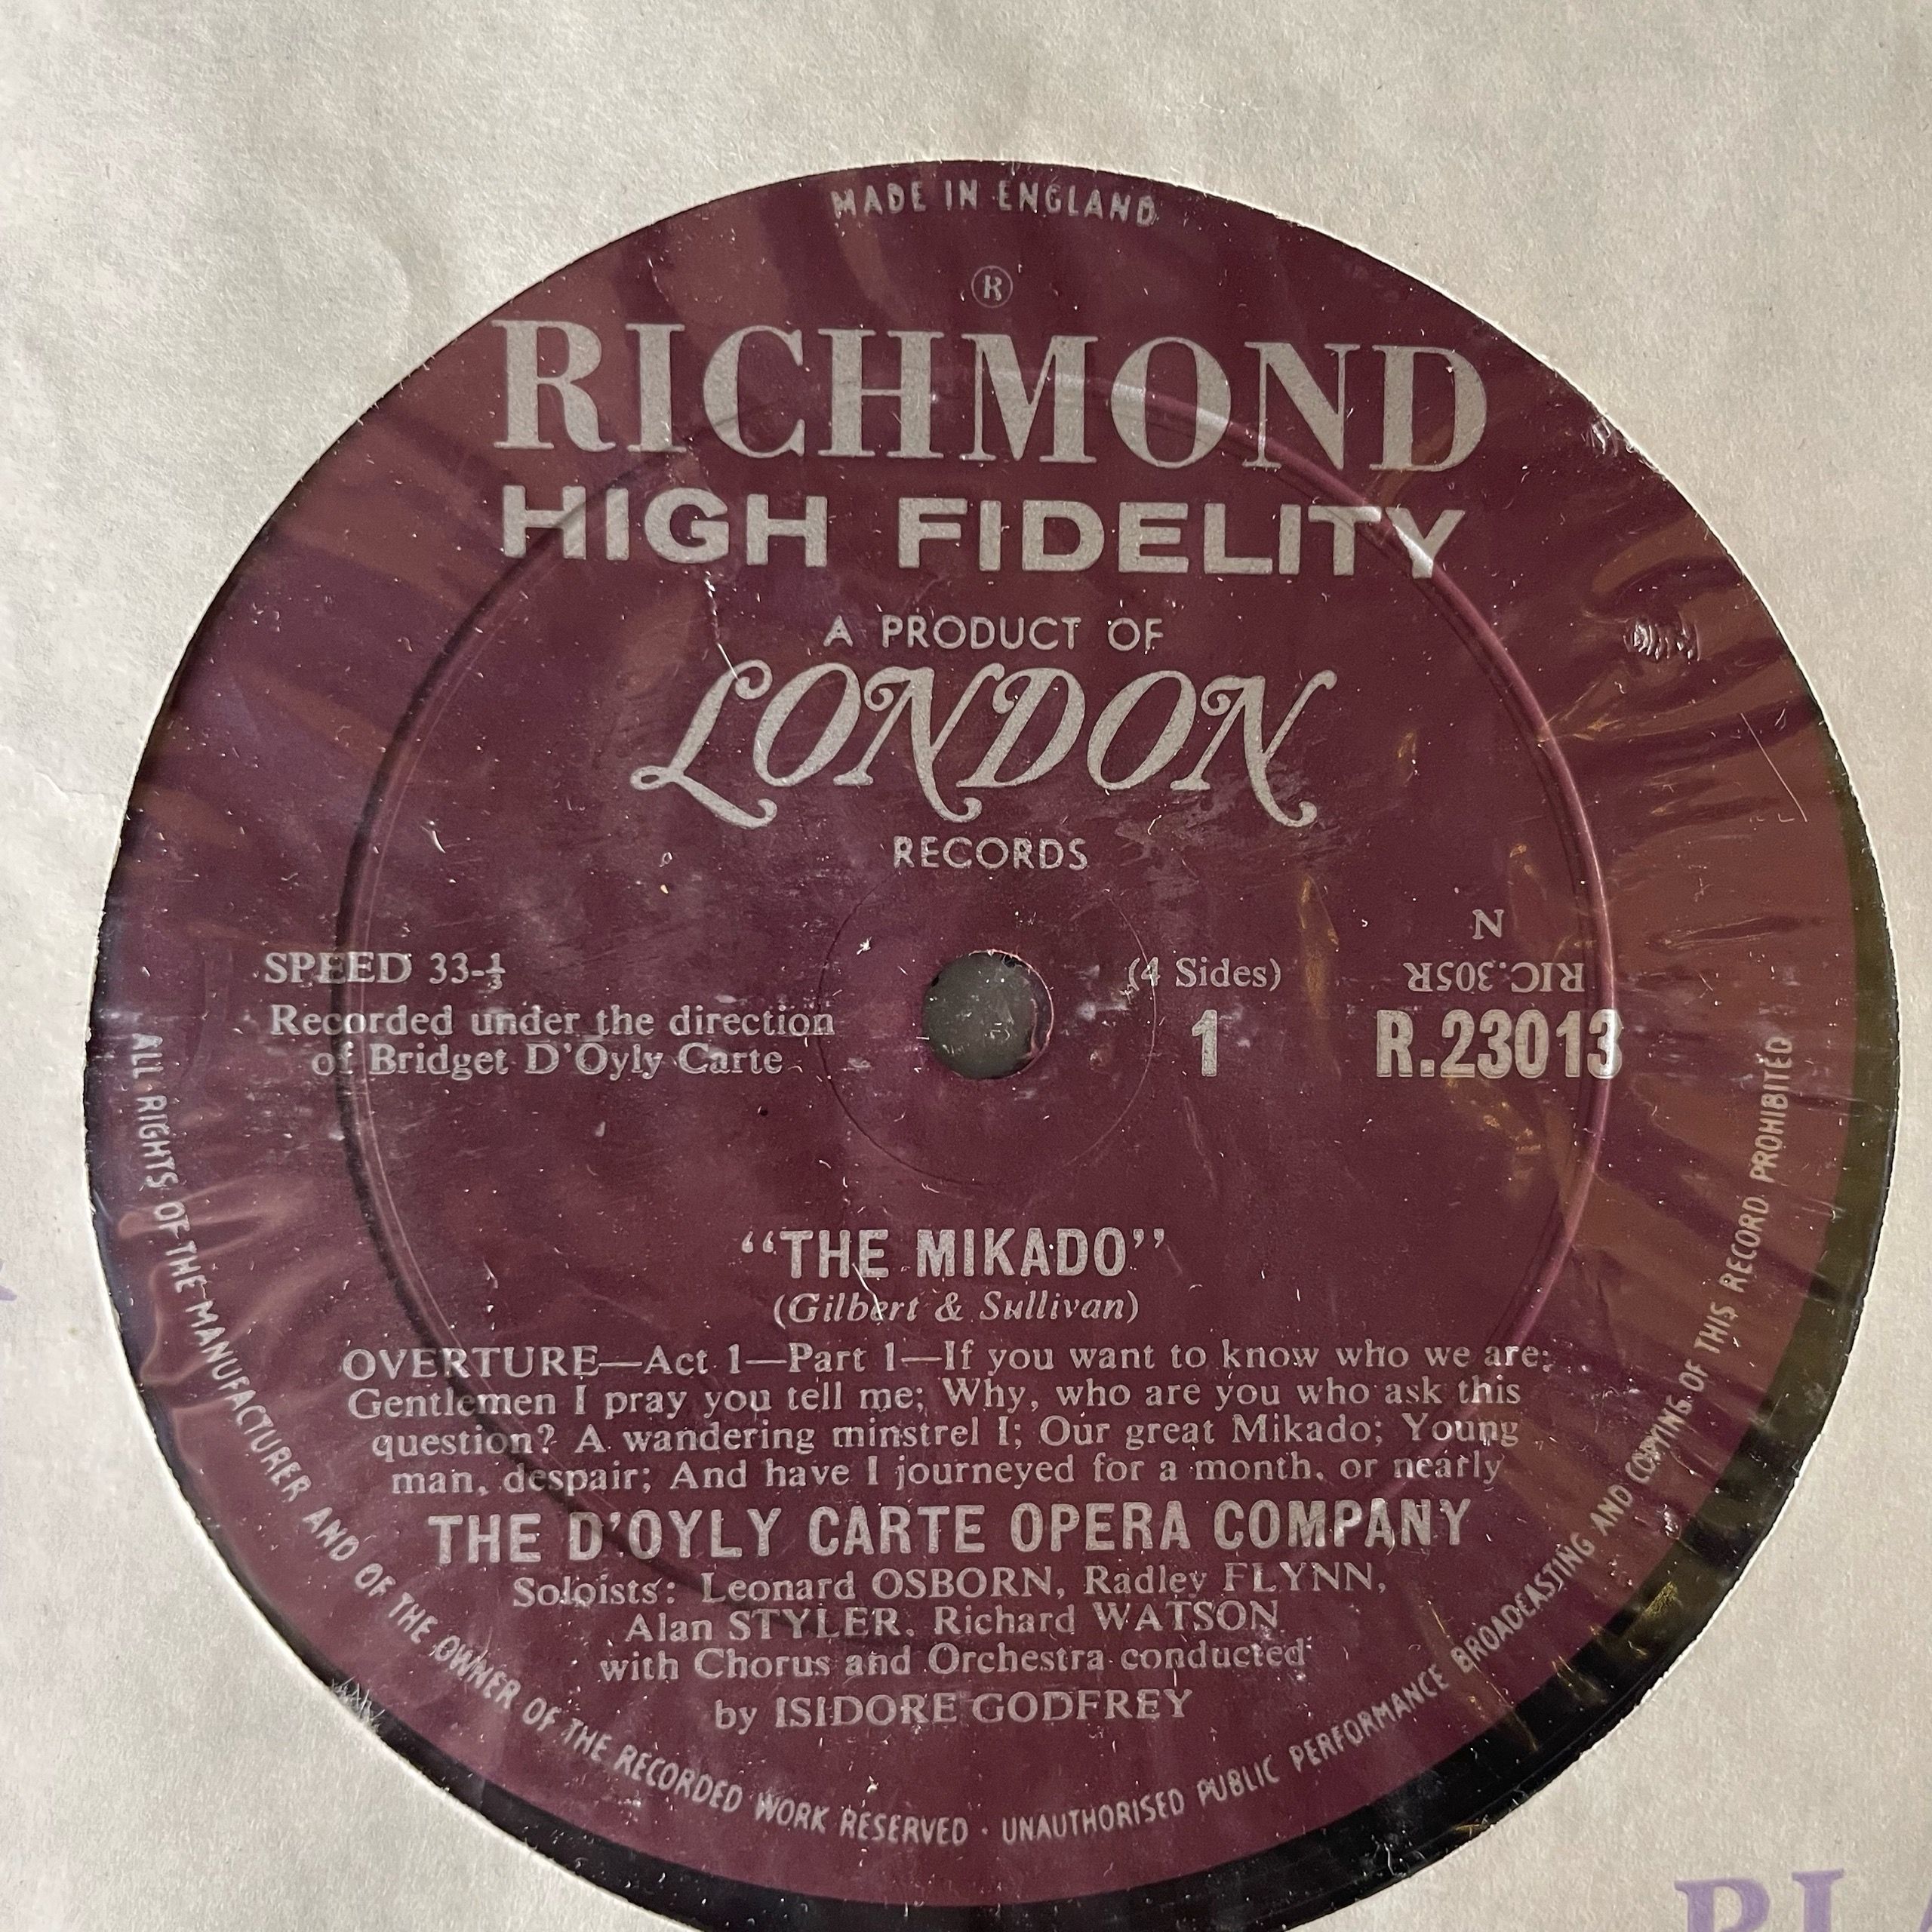 MADE IN ENGLAND
®
RICHMOND
HIGH FIDELITY
A PRODUCT OF
LONDON
RECORDS
N
RIC.305R
SPEED 33-⅓
(4 Sides)
Recorded under the direction
of Bridget D'Oyly Carte
1
R.23013
“THE MIKADO”
(Gilbert & Sullivan)
OVERTURE—Act 1—Part 1—If you want to know who we are;
Gentlemen I pray you tell me; Why, who are you who ask this
question? A wandering minstrel I; Our great Mikado; Young
man, despair; And have I journeyed for a month, or nearly
THE D'OYLY CARTE OPERA COMPANY
Soloists: Leonard OSBORN, Radley FLYNN,
Alan STYLER, Richard WATSON
with Chorus and Orchestra conducted
by ISIDORE GODFREY
ALL RIGHTS OF THE MANUFACTURER AND OF THE OWNER OF THE RECORDED WORK RESERVED · UNAUTHORISED PUBLIC PERFORMANCE BROADCASTING AND COPYING OF THIS RECORD PROHIBITED